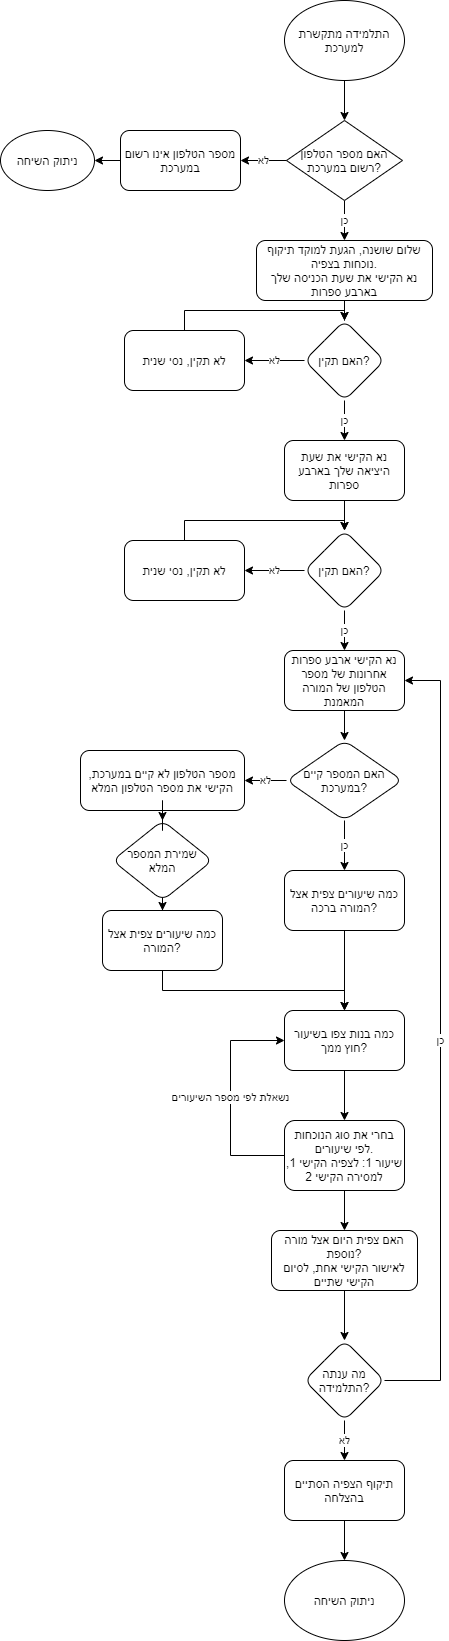 התלמידה מתקשרת
למערכת
האם מספר הטלפון
רשום במערכת?
לא
מספר הטלפון אינו רשום
במערכת
ניתוק השיחה
כן
שלום שושנה, הגעת למוקד תיקוף
נוכחות בצפיה.
נא הקישי את שעת הכניסה שלך
בארבע ספרות
האם תקין?
לא
לא תקין, נסי שנית
כן
נא הקישי את שעת
היציאה שלך בארבע
ספרות
האם תקין?
לא
לא תקין, נסי שנית
כן
נא הקישי ארבע ספרות
אחרונות של מספר
הטלפון של המורה
המאמנת
האם המספר קיים
במערכת?
לא
מספר הטלפון לא קיים במערכת,
הקישי את מספר הטלפון המלא
שמירת המספר
המלא
כמה שיעורים צפית אצל
המורה?
כן
כמה שיעורים צפית אצל
המורה ברכה?
כמה בנות צפו בשיעור
חוץ ממך?
נשאלת לפי מספר השיעורים
בחרי את סוג הנוכחות
לפי שיעורים.
שיעור 1: לצפיה הקישי 1,
למסירה הקישי 2
האם צפית היום אצל מורה
נוספת?
לאישור הקישי אחת, לסיום
הקישי שתיים
מה ענתה
התלמידה?
כן
לא
תיקוף הצפיה הסתיים
בהצלחה
ניתוק השיחה